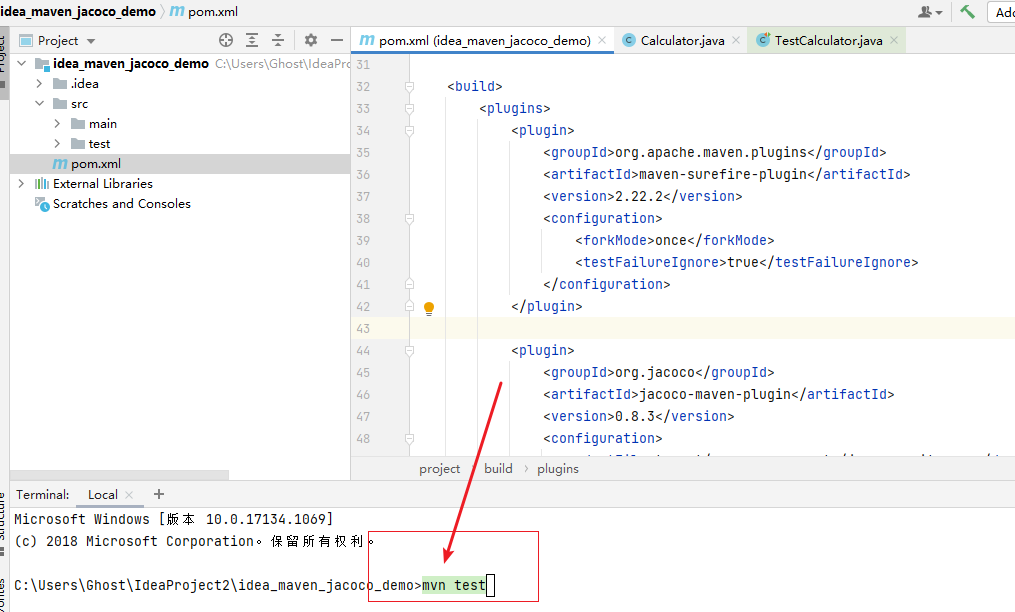 idea_maven_jacoco_demo m pom.xml
Add
Project
m pom.xml (idea_maven_jacoco_demo)
C Calculator.java
C TestCalculator.java
idea_maven_jacoco_demo C:\Users\Ghost\IdeaPro
.idea
src
main
test
m pom.xml
External Libraries
Scratches and Consoles
31
32 <build>
33 <plugins>
34 <plugin>
35 <groupId>org.apache.maven.plugins</groupId>
36 <artifactId>maven-surefire-plugin</artifactId>
37 <version>2.22.2</version>
38 <configuration>
39 <forkMode>once</forkMode>
40 <testFailureIgnore>true</testFailureIgnore>
41 </configuration>
42 </plugin>
43
44 <plugin>
45 <groupId>org.jacoco</groupId>
46 <artifactId>jacoco-maven-plugin</artifactId>
47 <version>0.8.3</version>
48 <configuration>
project › build › plugins
Terminal: Local
Microsoft Windows [版本 10.0.17134.1069]
(c) 2018 Microsoft Corporation。保留所有权利。
C:\Users\Ghost\IdeaProject2\idea_maven_jacoco_demo>mvn test